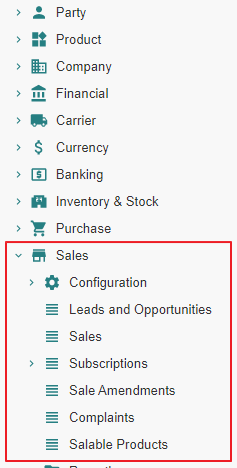 Party
Product
Company
Financial
Carrier
Currency
Banking
Inventory & Stock
Purchase
Sales
Configuration
Leads and Opportunities
Sales
Subscriptions
Sale Amendments
Complaints
Salable Products